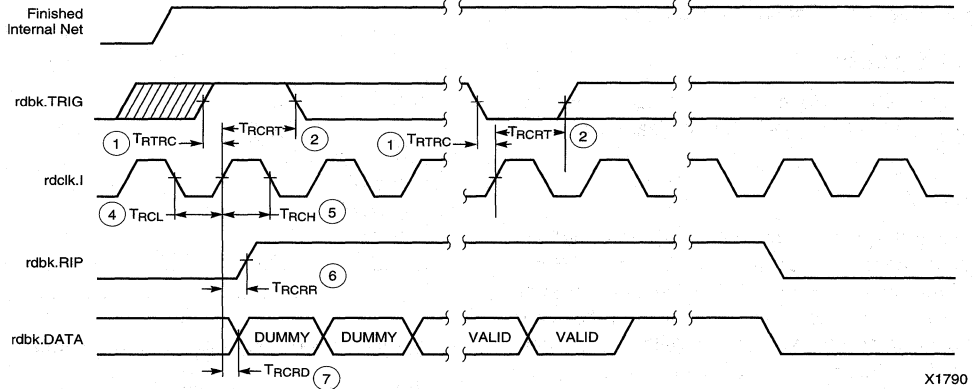 Finished
Internal Net
rdbk.TRIG
1 TRTRC
TRCRT
2
1 TRTRC
TRCRT
2
rdclk.I
4 TRCL
TRCH 5
rdbk.RIP
TRCRR 6
rdbk.DATA
DUMMY DUMMY VALID VALID
TRCRD 7
X1790